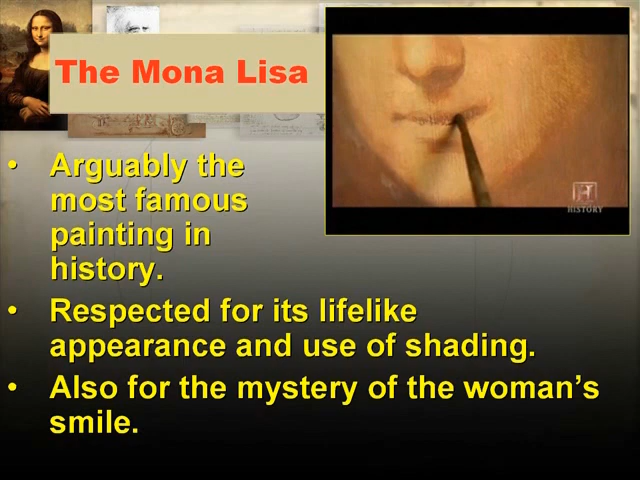 The Mona Lisa
HISTORY
• Arguably the
most famous
painting in
history.
• Respected for its lifelike
appearance and use of shading.
• Also for the mystery of the woman’s
smile.